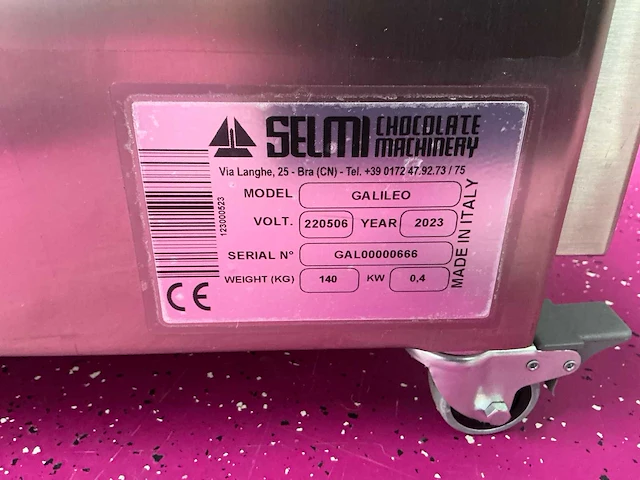 SELMI CHOCOLATE MACHINERY
Via Langhe, 25 - Bra (CN) - Tel. +39 0172 47.92.73 / 75
MODEL GALILEO
VOLT. 220506 YEAR 2023
SERIAL N° GAL00000666
WEIGHT (KG) 140 KW 0,4
MADE IN ITALY
123000523
CE